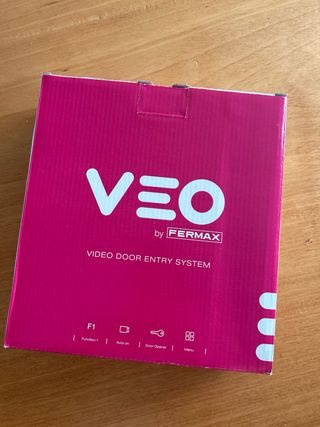 VEO
by FERMAX
VIDEO DOOR ENTRY SYSTEM
F1
Function 1
Auto on
Door Opener
Menu